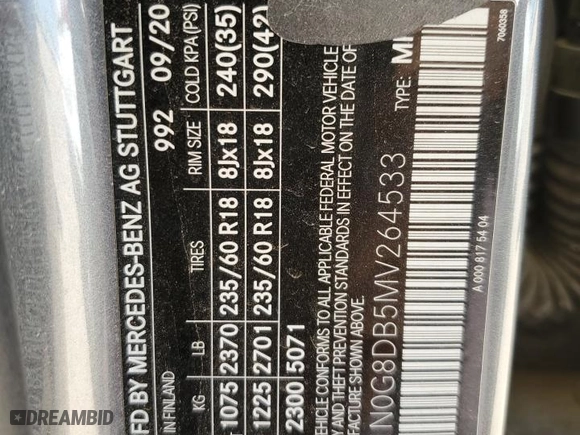 FD BY MERCEDES-BENZ AG STUTTGART
IN FINLAND 992 09/20
KG LB TIRES RIM SIZE COLD KPA(PSI)
1075 2370 235/60 R18 8Jx18 240(35)
1225 2701 235/60 R18 8Jx18 290(42)
2300 5071
VEHICLE CONFORMS TO ALL APPLICABLE FEDERAL MOTOR VEHICLE
Y AND THEFT PREVENTION STANDARDS IN EFFECT ON THE DATE OF
FACTURE SHOWN ABOVE.
N0G8DB5MV264533 TYPE:
A 000 817 54 04
7060358
DREAMBID